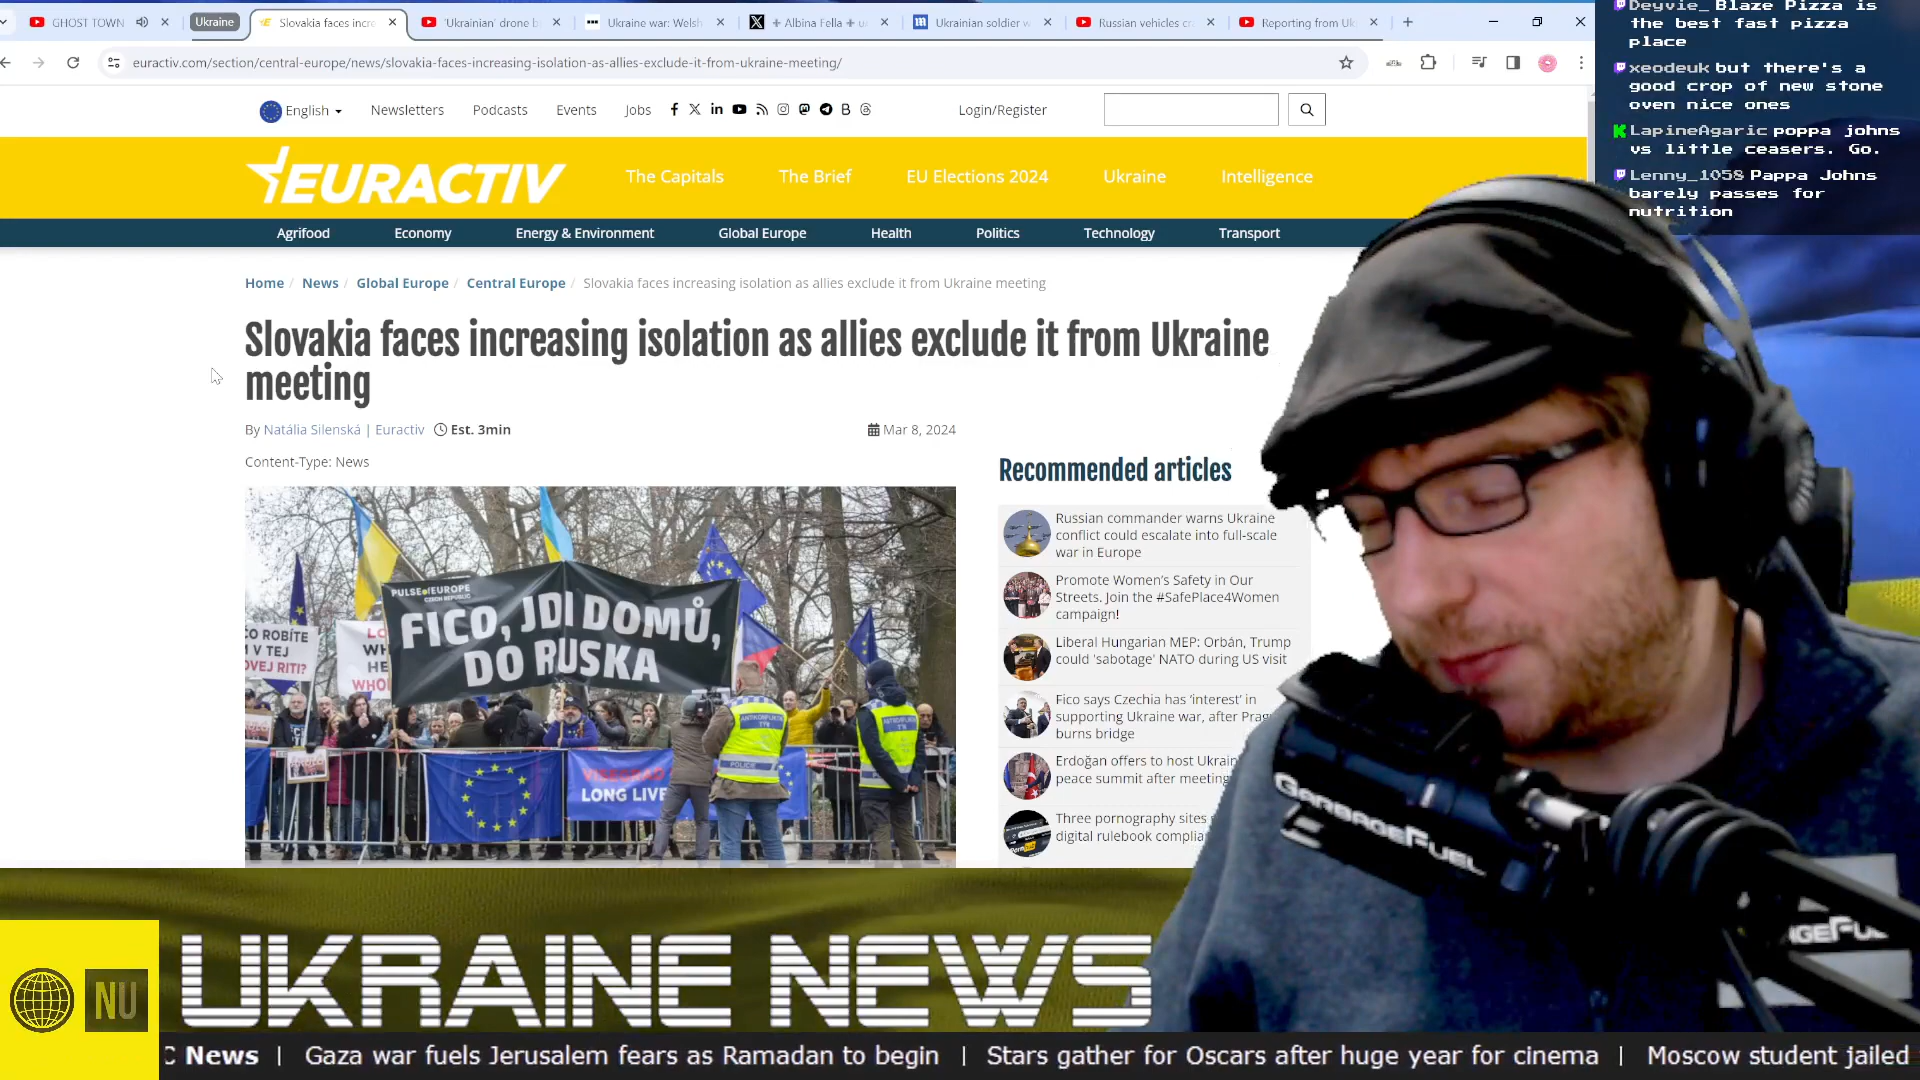 GHOST TOWN
Ukraine
Slovakia faces incre
'Ukrainian' drone b
Ukraine war: Welsh
+ Albina Fella + u
Ukrainian soldier w
Russian vehicles cr
Reporting from Uk
euractiv.com/section/central-europe/news/slovakia-faces-increasing-isolation-as-allies-exclude-it-from-ukraine-meeting/
Deyvie_ Blaze Pizza is
the best fast pizza
place
xeodeuk but there's a
good crop of new stone
oven nice ones
LapineAgaric poppa johns
vs little ceasers. Go.
Lenny_1058 Pappa Johns
barely passes for
nutrition
English
Newsletters
Podcasts
Events
Jobs
Login/Register
EURACTIV
The Capitals
The Brief
EU Elections 2024
Ukraine
Intelligence
Agrifood
Economy
Energy & Environment
Global Europe
Health
Politics
Technology
Transport
Home / News / Global Europe / Central Europe / Slovakia faces increasing isolation as allies exclude it from Ukraine meeting
Slovakia faces increasing isolation as allies exclude it from Ukraine
meeting
By Natália Silenská | Euractiv Est. 3min
Mar 8, 2024
Content-Type: News
PULSE OF EUROPE
CZECH REPUBLIC
FICO, JDI DOMŮ,
DO RUSKA
CO ROBÍTE
V TEJ
RITI?
VISEGRAD
LONG LIVE
POLICE
Recommended articles
Russian commander warns Ukraine
conflict could escalate into full-scale
war in Europe
Promote Women's Safety in Our
Streets. Join the #SafePlace4Women
campaign!
Liberal Hungarian MEP: Orbán, Trump
could 'sabotage' NATO during US visit
Fico says Czechia has 'interest' in
supporting Ukraine war, after Prag
burns bridge
Erdoğan offers to host Ukrain
peace summit after meeting
Three pornography sites
digital rulebook complia
GARBAGEFUEL
AGEFU
UKRAINE NEWS
NU
C News | Gaza war fuels Jerusalem fears as Ramadan to begin | Stars gather for Oscars after huge year for cinema | Moscow student jailed